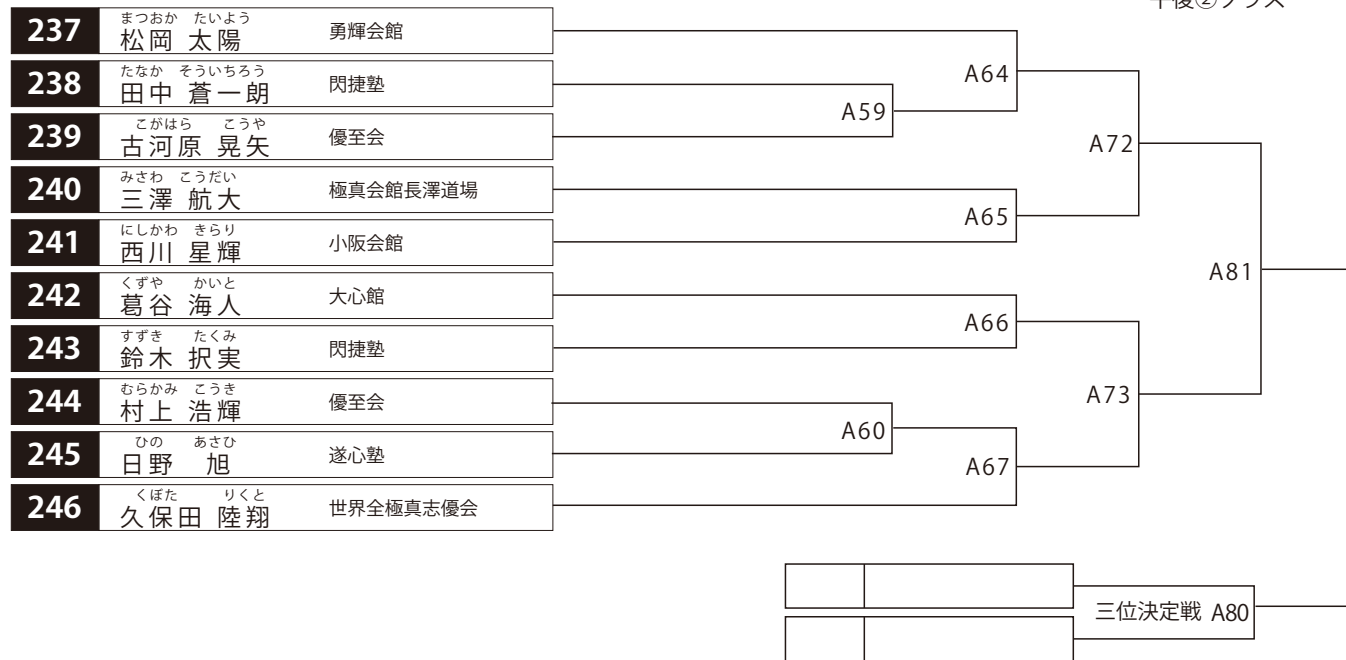 午後②クラス
237 まつおか たいよう 松岡 太陽 勇輝会館
238 たなか そういちろう 田中 蒼一朗 閃捷塾
239 こがはら こうや 古河原 晃矢 優至会
240 みさわ こうだい 三澤 航大 極真会館長澤道場
241 にしかわ きらり 西川 星輝 小阪会館
242 くずや かいと 葛谷 海人 大心館
243 すずき たくみ 鈴木 択実 閃捷塾
244 むらかみ こうき 村上 浩輝 優至会
245 ひの あさひ 日野 旭 遂心塾
246 くぼた りくと 久保田 陸翔 世界全極真志優会
A59
A60
A64
A65
A66
A67
A72
A73
A81
三位決定戦 A80